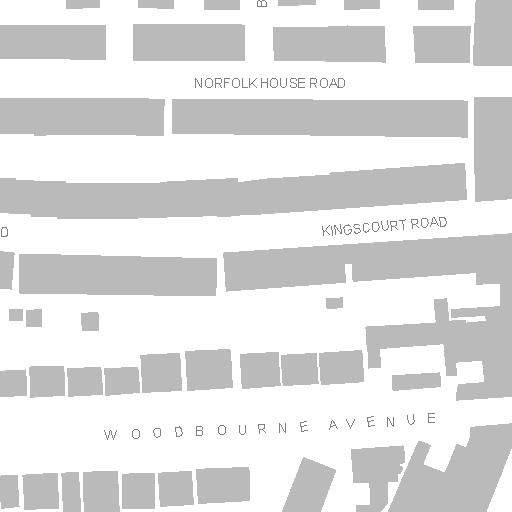 B
NORFOLK HOUSE ROAD
KINGSCOURT ROAD
D
WOODBOURNE AVENUE